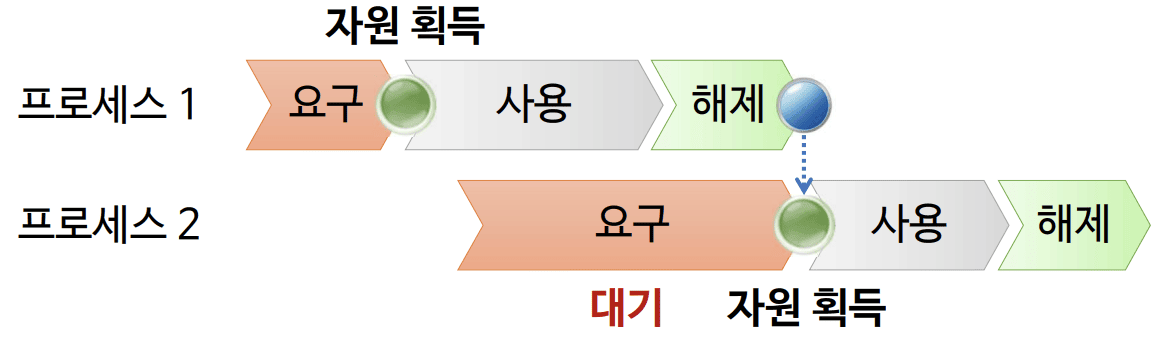 자원 획득
프로세스 1 요구 사용 해제
프로세스 2 요구 사용 해제
대기 자원 획득